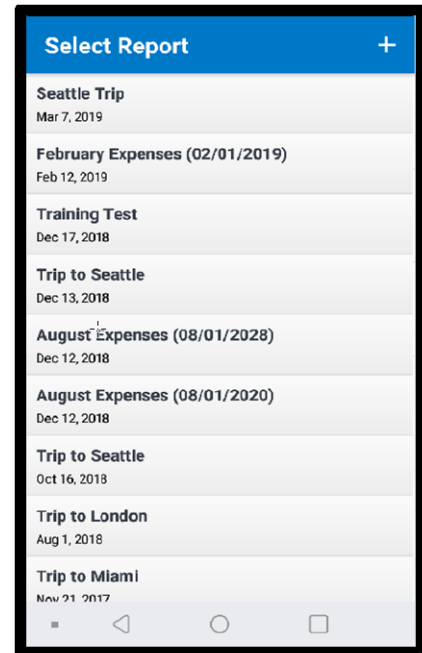 Select Report +
Seattle Trip
Mar 7, 2019
February Expenses (02/01/2019)
Feb 12, 2019
Training Test
Dec 17, 2018
Trip to Seattle
Dec 13, 2018
August Expenses (08/01/2028)
Dec 12, 2018
August Expenses (08/01/2020)
Dec 12, 2018
Trip to Seattle
Oct 16, 2018
Trip to London
Aug 1, 2018
Trip to Miami
Nov 21, 2017